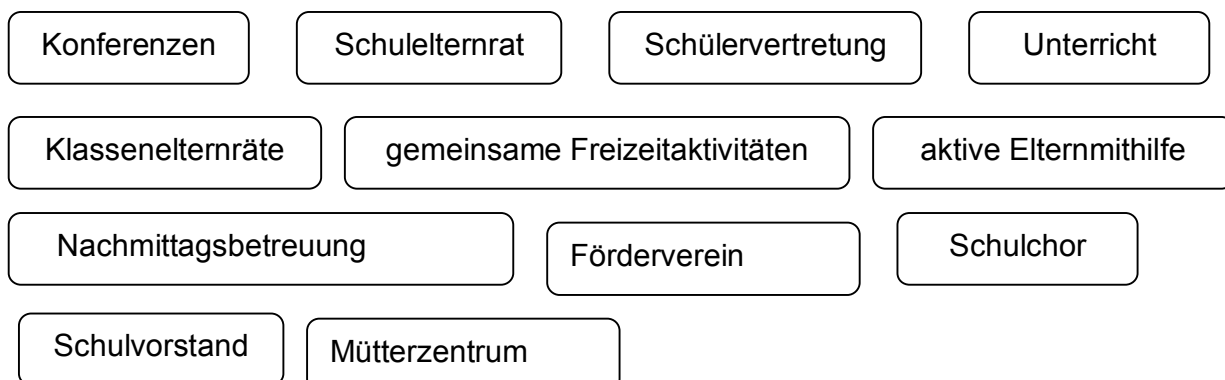 Konferenzen Schulelternrat Schülervertretung Unterricht
Klassenelternräte gemeinsame Freizeitaktivitäten aktive Elternmithilfe
Nachmittagsbetreuung Förderverein Schulchor
Schulvorstand Mütterzentrum